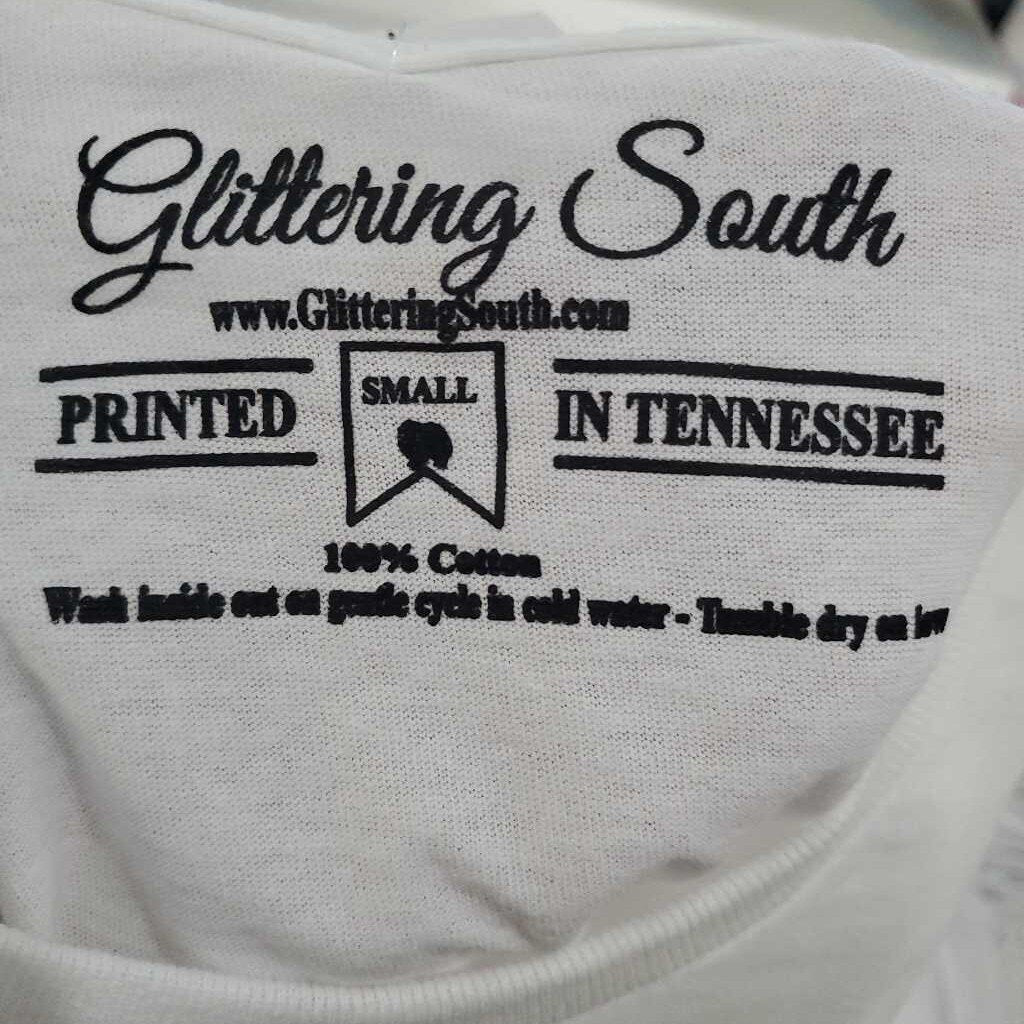 Glittering South
www.GlitteringSouth.com
PRINTED SMALL IN TENNESSEE
100% Cotton
Wash inside out on gentle cycle in cold water - Tumble dry on low